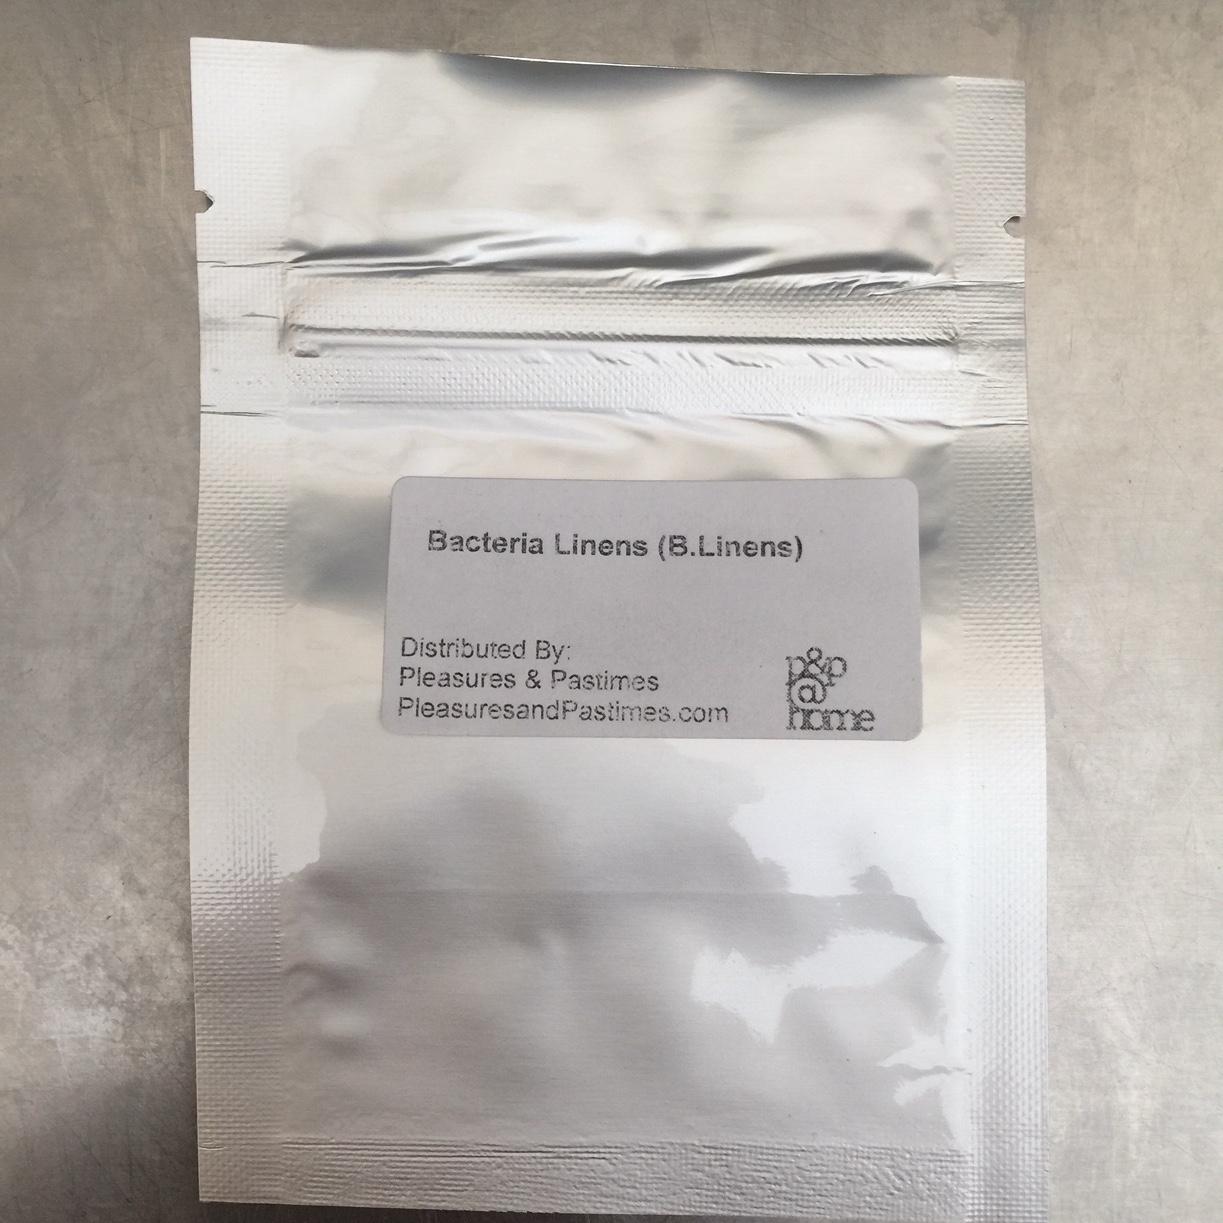 Bacteria Linens (B.Linens)
Distributed By:
Pleasures & Pastimes
PleasuresandPastimes.com
p&p
@
home